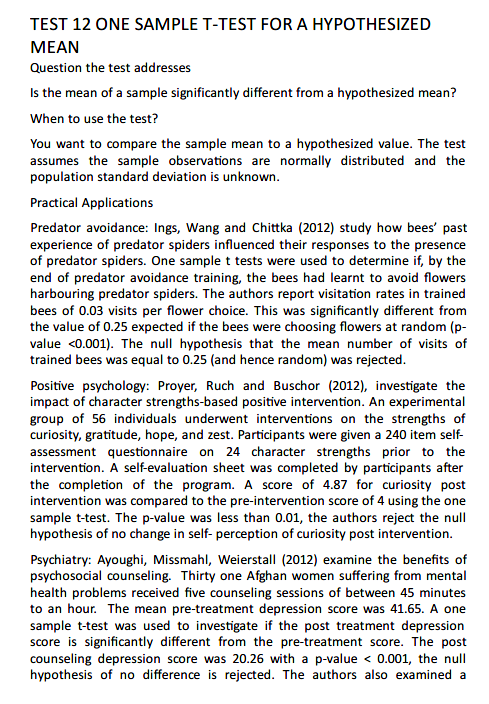 TEST 12 ONE SAMPLE T-TEST FOR A HYPOTHESIZED
MEAN
Question the test addresses
Is the mean of a sample significantly different from a hypothesized mean?
When to use the test?
You want to compare the sample mean to a hypothesized value. The test
assumes the sample observations are normally distributed and the
population standard deviation is unknown.
Practical Applications
Predator avoidance: Ings, Wang and Chittka (2012) study how bees’ past
experience of predator spiders influenced their responses to the presence
of predator spiders. One sample t tests were used to determine if, by the
end of predator avoidance training, the bees had learnt to avoid flowers
harbouring predator spiders. The authors report visitation rates in trained
bees of 0.03 visits per flower choice. This was significantly different from
the value of 0.25 expected if the bees were choosing flowers at random (p-
value <0.001). The null hypothesis that the mean number of visits of
trained bees was equal to 0.25 (and hence random) was rejected.
Positive psychology: Proyer, Ruch and Buschor (2012), investigate the
impact of character strengths-based positive intervention. An experimental
group of 56 individuals underwent interventions on the strengths of
curiosity, gratitude, hope, and zest. Participants were given a 240 item self-
assessment questionnaire on 24 character strengths prior to the
intervention. A self-evaluation sheet was completed by participants after
the completion of the program. A score of 4.87 for curiosity post
intervention was compared to the pre-intervention score of 4 using the one
sample t-test. The p-value was less than 0.01, the authors reject the null
hypothesis of no change in self- perception of curiosity post intervention.
Psychiatry: Ayoughi, Missmahl, Weierstall (2012) examine the benefits of
psychosocial counseling. Thirty one Afghan women suffering from mental
health problems received five counseling sessions of between 45 minutes
to an hour. The mean pre-treatment depression score was 41.65. A one
sample t-test was used to investigate if the post treatment depression
score is significantly different from the pre-treatment score. The post
counseling depression score was 20.26 with a p-value < 0.001, the null
hypothesis of no difference is rejected. The authors also examined a